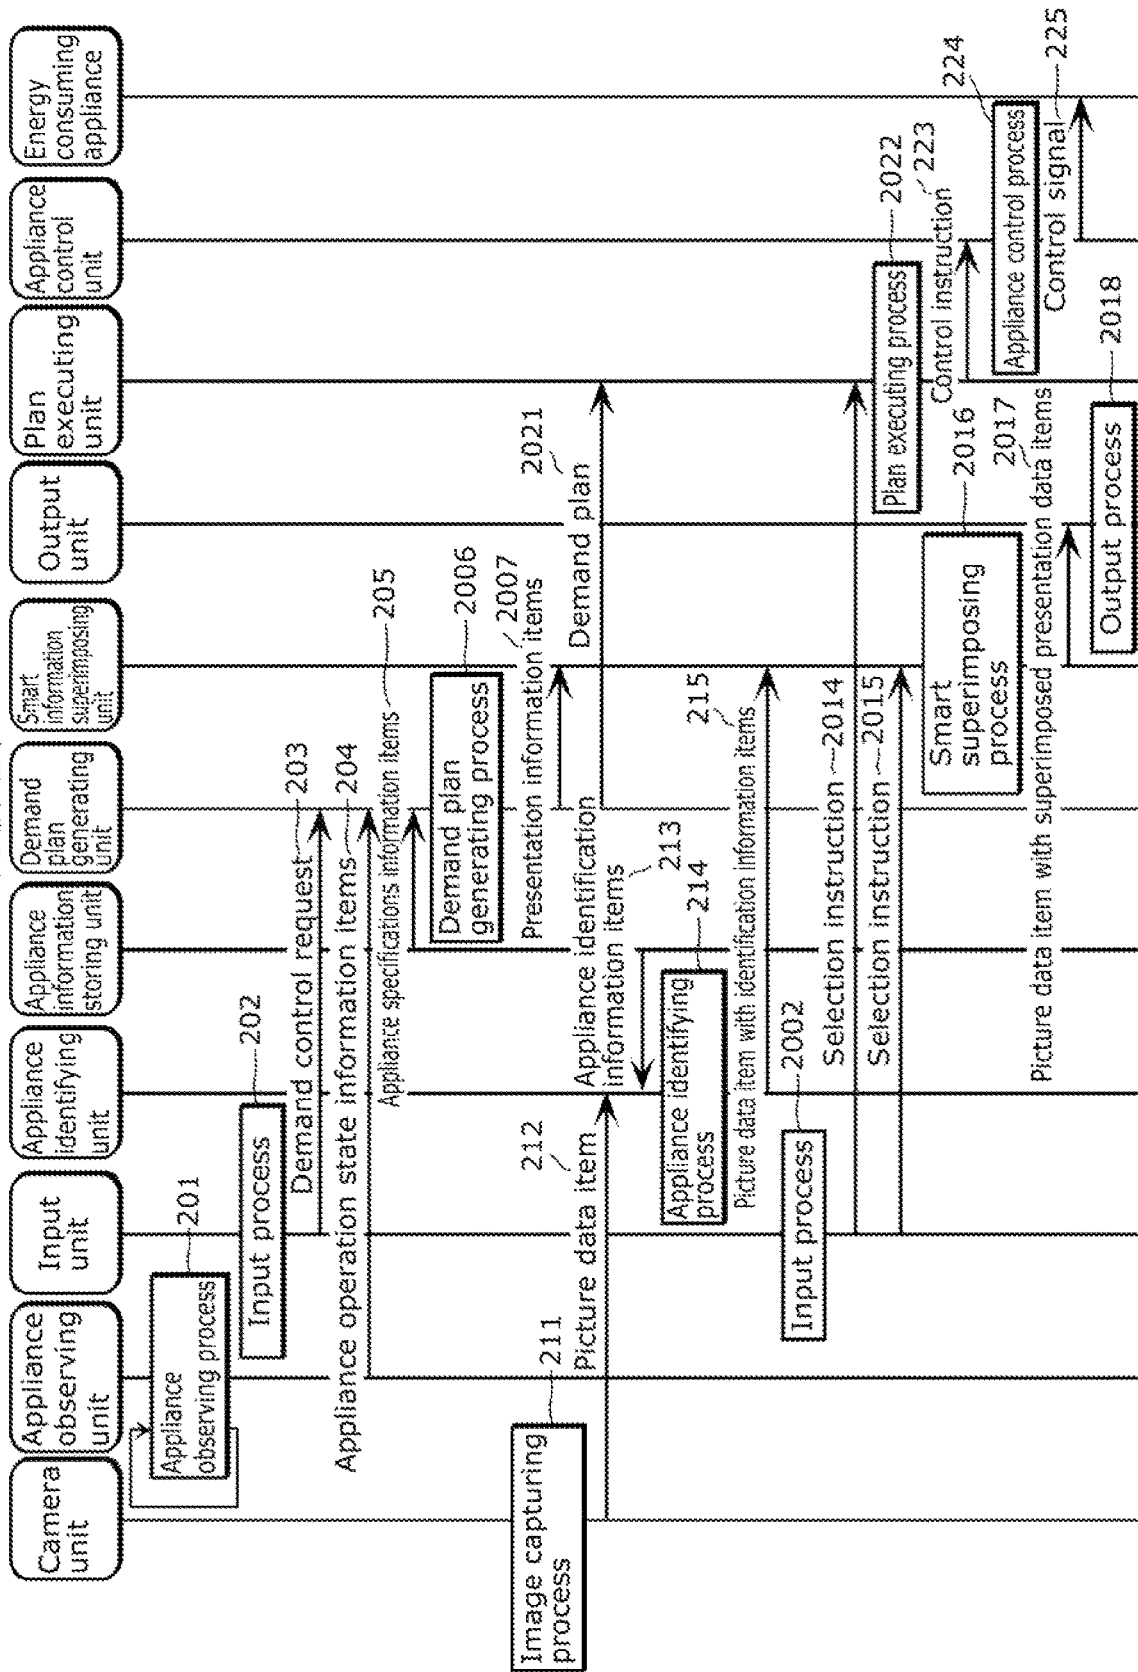 Camera
unit
Appliance
observing
unit
Input
unit
Appliance
identifying
unit
Appliance
information
storing unit
Demand
plan
generating
unit
Smart
information
superimposing
unit
Output
unit
Plan
executing
unit
Appliance
control
unit
Energy
consuming
appliance
Appliance
observing process
201
Input process
202
Demand control request
203
Appliance operation state information items
204
Appliance specifications information items
205
Demand plan
generating process
2006
Presentation information items
2007
Image capturing
process
211
Picture data item
212
Demand plan
2021
Appliance identification
information items
213
Appliance identifying
process
214
Picture data item with identification information items
215
Input process
2002
Selection instruction
2014
Selection instruction
2015
Plan executing process
2022
Control instruction
223
Smart
superimposing
process
2016
Appliance control process
224
Picture data item with superimposed presentation data items
2017
Control signal
225
Output process
2018